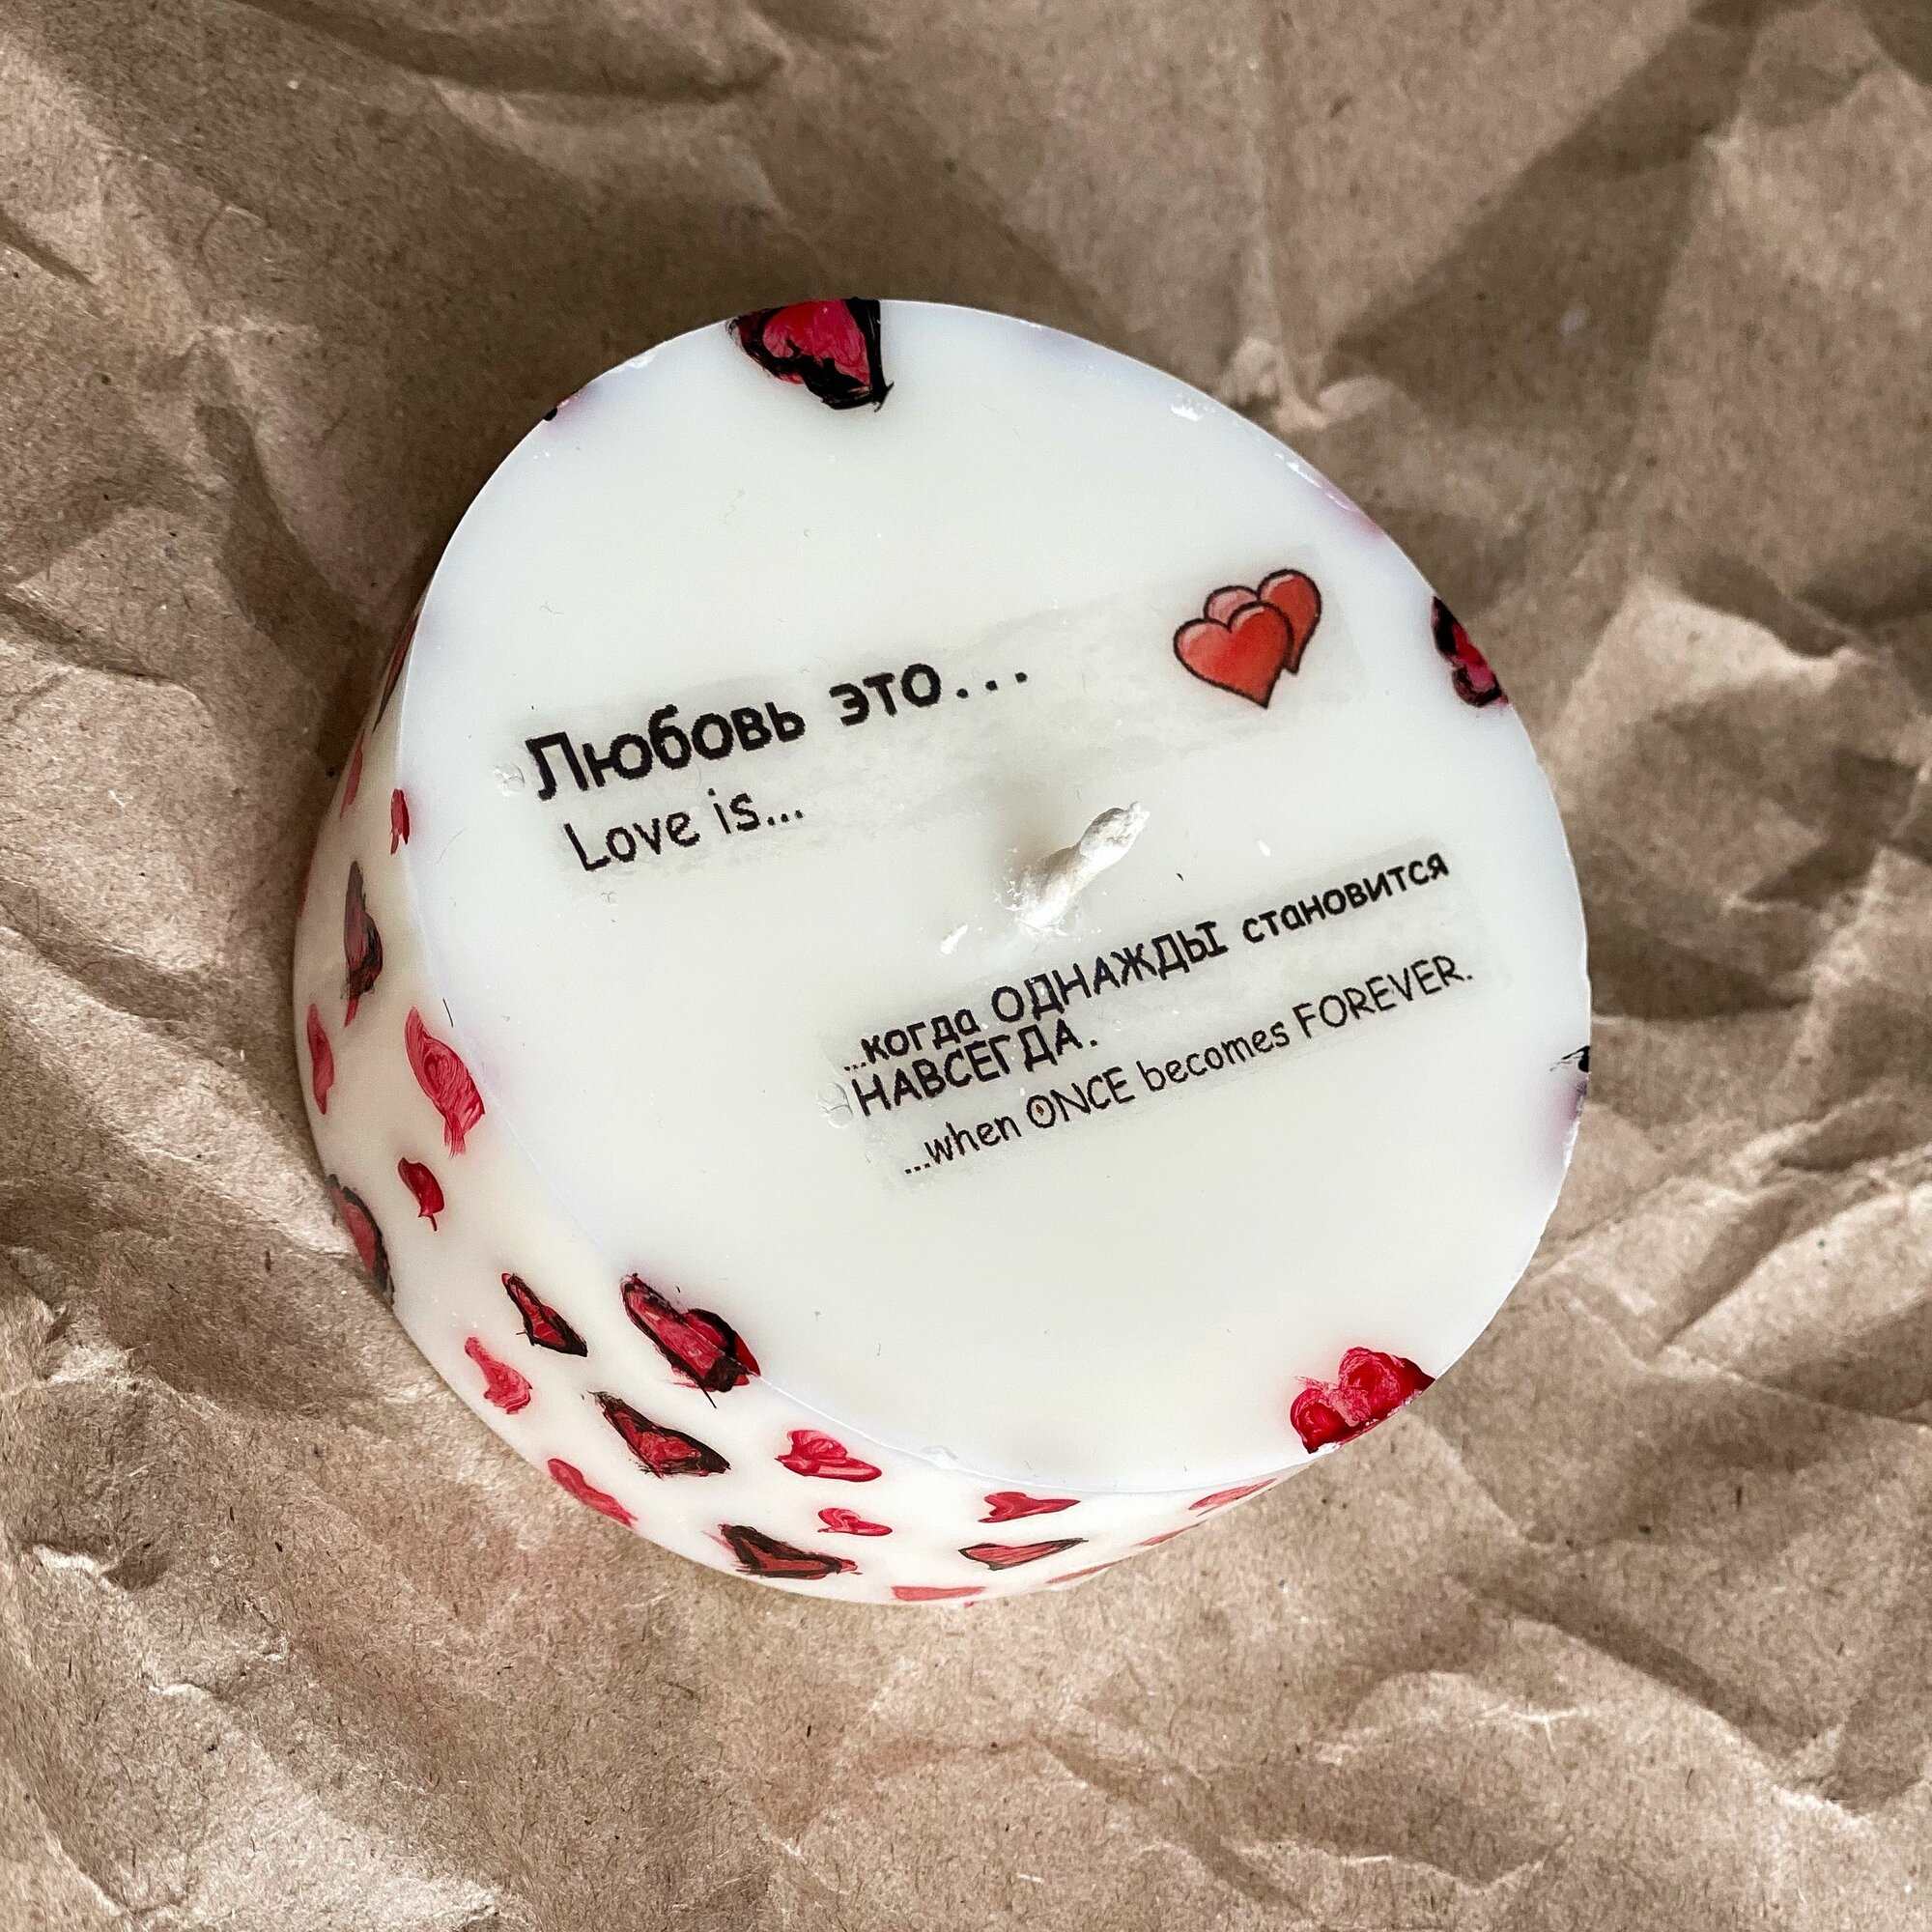 Любовь это...
Love is...
...когда ОДНАЖДЫ становится
НАВСЕГДА.
...when ONCE becomes FOREVER.